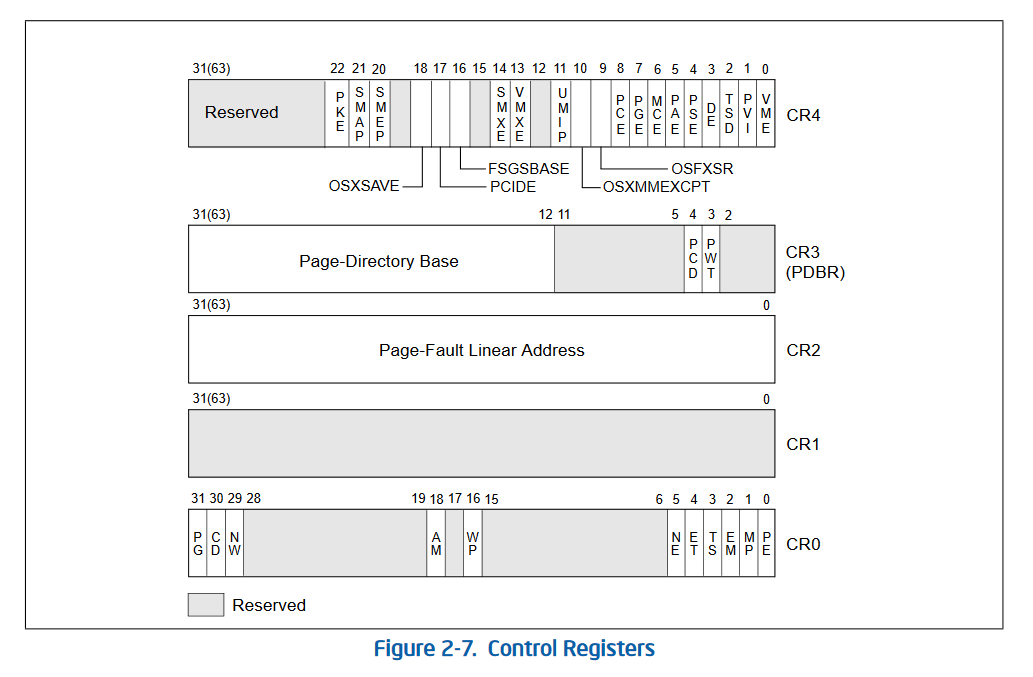 31(63) 22 21 20 18 17 16 15 14 13 12 11 10 9 8 7 6 5 4 3 2 1 0
Reserved PKE SMAP SMEP SMXE VMXE UMIP PCE PGE MCE PAE PSE DE TSD PVI VME CR4
FSGSBASE OSFXSR
OSXSAVE PCIDE OSXMMEXCPT
31(63) 12 11 5 4 3 2
Page-Directory Base PCD PWT CR3
(PDBR)
31(63) 0
Page-Fault Linear Address CR2
31(63) 0
CR1
31 30 29 28 19 18 17 16 15 6 5 4 3 2 1 0
PG CD NW AM WP NE ET TS EM MP PE CR0
Reserved
Figure 2-7. Control Registers